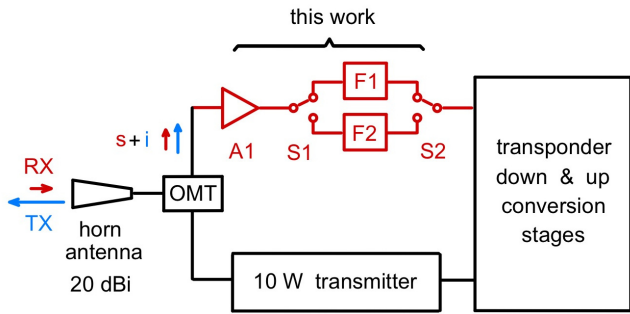 this work
F1
s+i
A1
S1
F2
S2
RX
TX
OMT
horn
antenna
20 dBi
10 W transmitter
transponder
down & up
conversion
stages